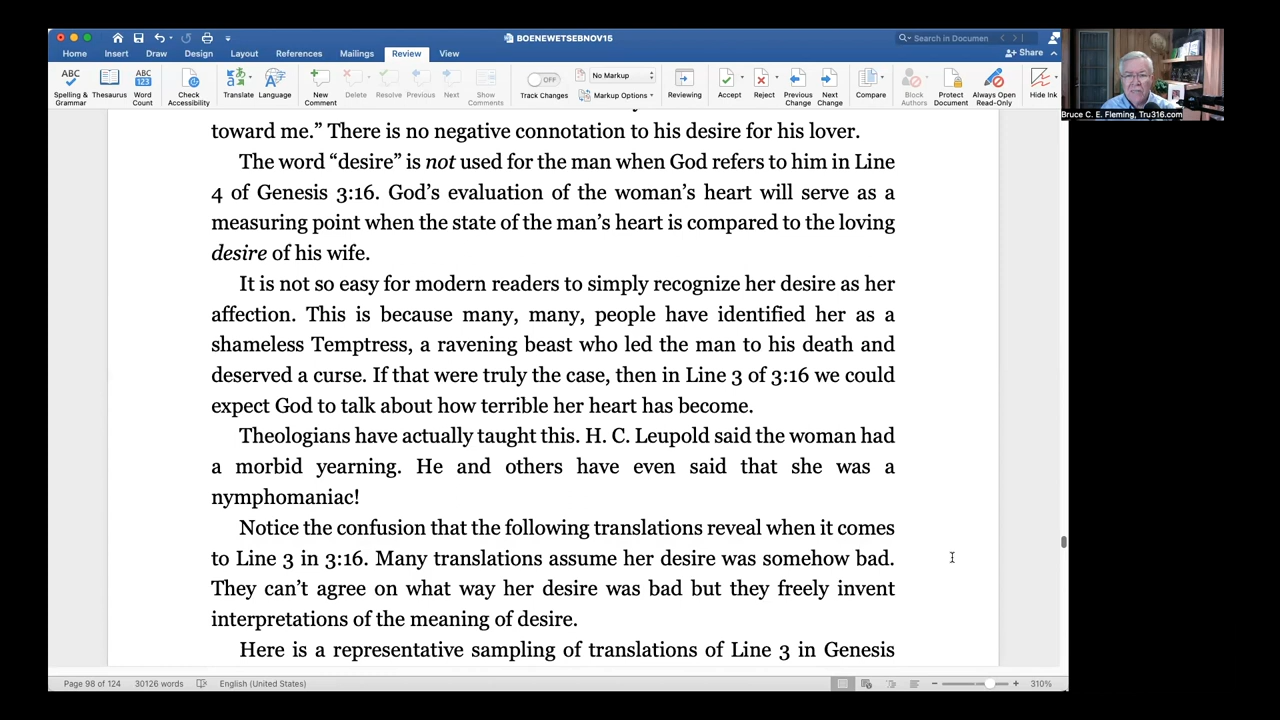 BOENEWETSEBNOV15
Search in Documen
Home Insert Draw Design Layout References Mailings Review View
Share
ABC ABC 123
No Markup
OFF
Spelling & Grammar Thesaurus Word Count Check Accessibility Translate Language New Comment Delete Resolve Previous Next Show Comments Track Changes Markup Options Reviewing Accept Reject Previous Change Next Change Compare Block Authors Protect Document Always Open Read-Only Hide Ink
Bruce C. E. Fleming, Tru316.com
toward me.” There is no negative connotation to his desire for his lover.
The word “desire” is not used for the man when God refers to him in Line
4 of Genesis 3:16. God’s evaluation of the woman’s heart will serve as a
measuring point when the state of the man’s heart is compared to the loving
desire of his wife.
It is not so easy for modern readers to simply recognize her desire as her
affection. This is because many, many, people have identified her as a
shameless Temptress, a ravening beast who led the man to his death and
deserved a curse. If that were truly the case, then in Line 3 of 3:16 we could
expect God to talk about how terrible her heart has become.
Theologians have actually taught this. H. C. Leupold said the woman had
a morbid yearning. He and others have even said that she was a
nymphomaniac!
Notice the confusion that the following translations reveal when it comes
to Line 3 in 3:16. Many translations assume her desire was somehow bad.
They can’t agree on what way her desire was bad but they freely invent
interpretations of the meaning of desire.
Here is a representative sampling of translations of Line 3 in Genesis
Page 98 of 124 30126 words English (United States) 310%